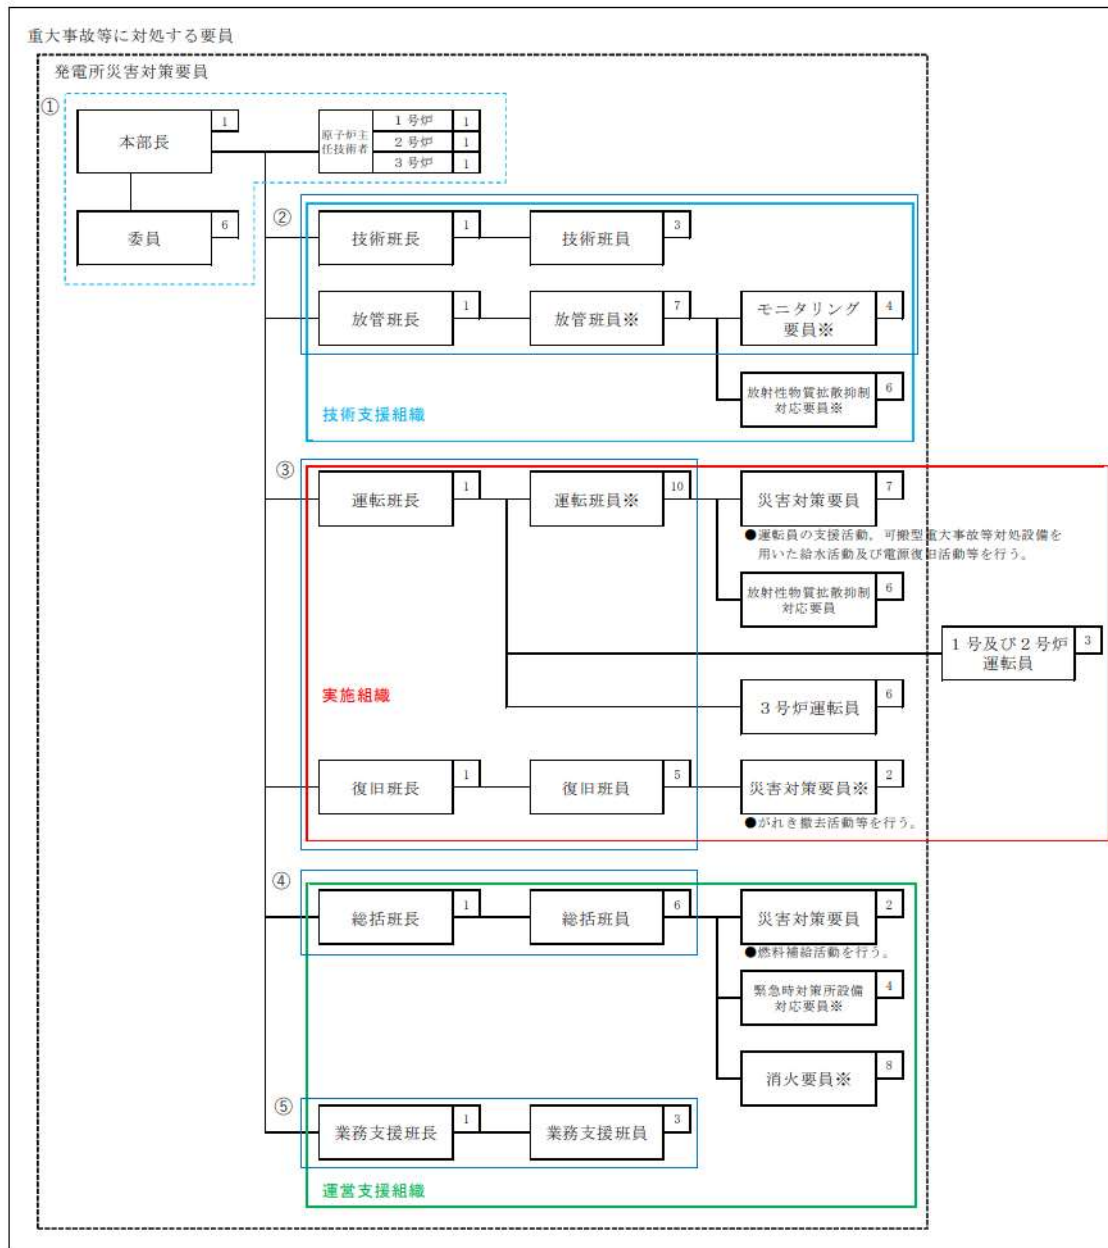 重大事故等に対処する要員
発電所災害対策要員
①
本部長
1
原子炉主
任技術者
1号炉
1
2号炉
1
3号炉
1
委員
6
②
技術班長
1
技術班員
3
放管班長
1
放管班員※
7
モニタリング
要員※
4
放射性物質拡散抑制
対応要員※
6
技術支援組織
③
運転班長
1
運転班員※
10
災害対策要員
7
●運転員の支援活動，可搬型重大事故等対処設備を
用いた給水活動及び電源復旧活動等を行う。
放射性物質拡散抑制
対応要員
6
1号及び2号炉
運転員
3
3号炉運転員
6
実施組織
復旧班長
1
復旧班員
5
災害対策要員※
2
●がれき撤去活動等を行う。
④
総括班長
1
総括班員
6
災害対策要員
2
●燃料補給活動を行う。
緊急時対策所設備
対応要員※
4
消火要員※
8
⑤
業務支援班長
1
業務支援班員
3
運営支援組織